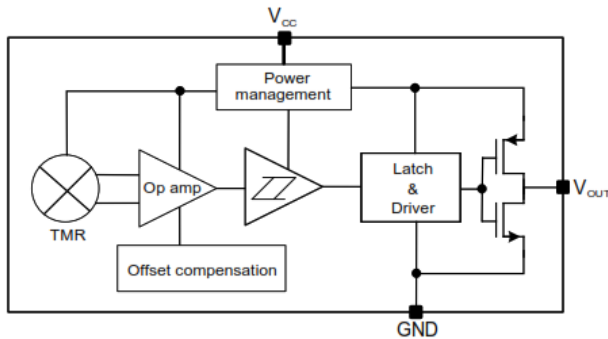 VCC
Power
management
Op amp
Latch
&
Driver
VOUT
TMR
Offset compensation
GND